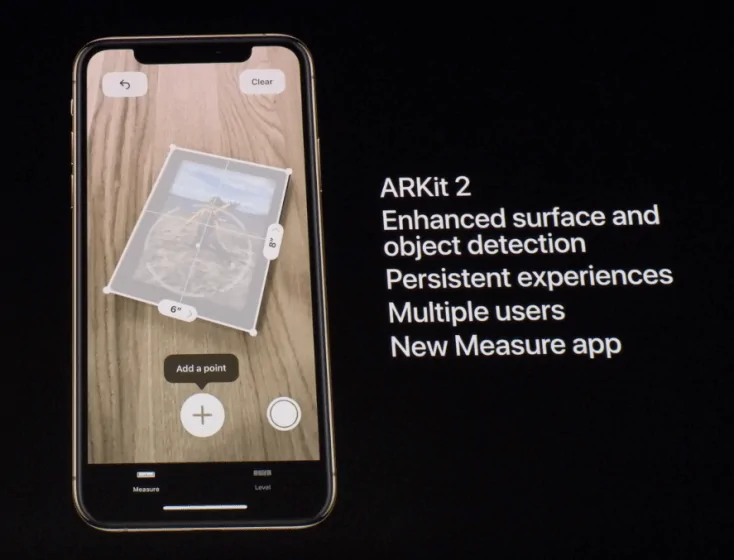 Clear
8"
6"
Add a point
Measure
Level
ARKit 2
Enhanced surface and
object detection
Persistent experiences
Multiple users
New Measure app